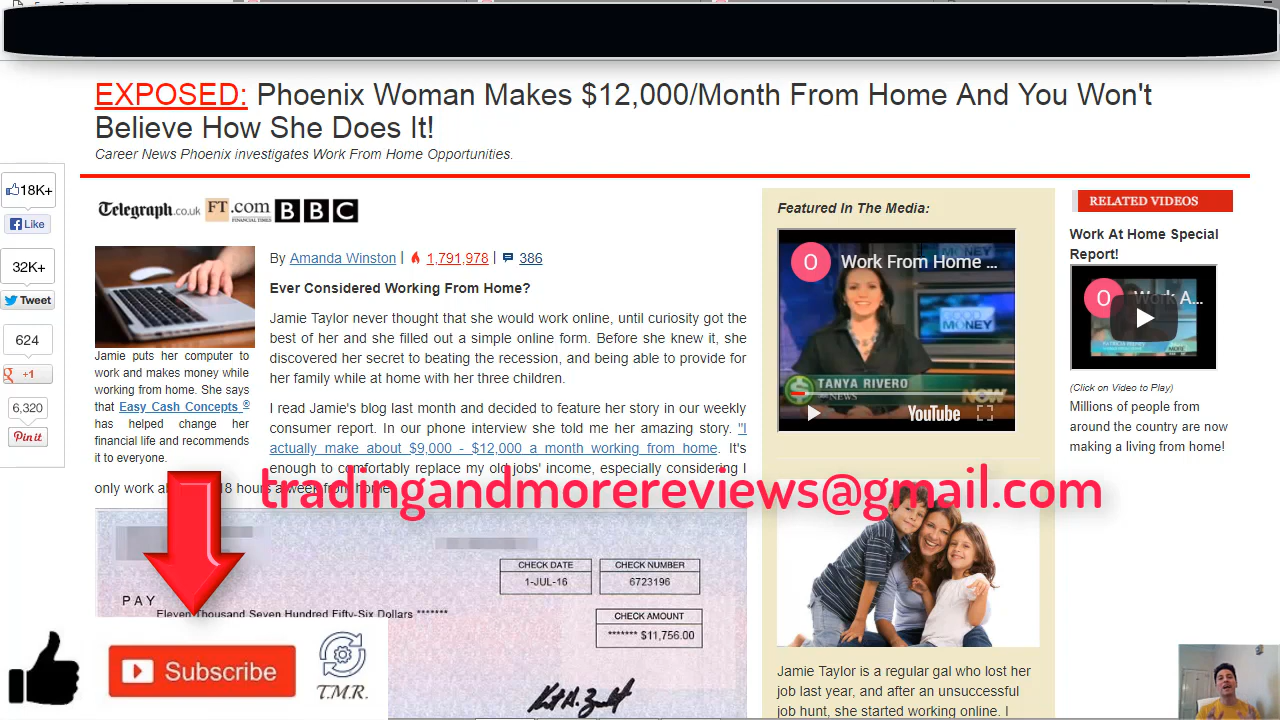 EXPOSED: Phoenix Woman Makes $12,000/Month From Home And You Won't
Believe How She Does It!
Career News Phoenix investigates Work From Home Opportunities.
18K+
Like
32K+
Tweet
624
+1
6,320
Pin it
Telegraph.co.uk FT.com FINANCIAL TIMES BBC
Jamie puts her computer to
work and makes money while
working from home. She says
that Easy Cash Concepts ®
has helped change her
financial life and recommends
it to everyone.
By Amanda Winston | 1,791,978 | 386
Ever Considered Working From Home?
Jamie Taylor never thought that she would work online, until curiosity got the
best of her and she filled out a simple online form. Before she knew it, she
discovered her secret to beating the recession, and being able to provide for
her family while at home with her three children.
I read Jamie's blog last month and decided to feature her story in our weekly
consumer report. In our phone interview she told me her amazing story. "I
actually make about $9,000 - $12,000 a month working from home. It's
enough to comfortably replace my old jobs' income, especially considering I
only work 18 hours a week from home
tradingandmorereviews@gmail.com
CHECK DATE
1-JUL-16
CHECK NUMBER
6723196
PAY
Eleven Thousand Seven Hundred Fifty-Six Dollars *******
CHECK AMOUNT
******* $11,756.00
Subscribe
T.M.R.
Featured In The Media:
O Work From Home ...
GOOD MONEY
TANYA RIVERO
NEWS
NOW
YouTube
Jamie Taylor is a regular gal who lost her
job last year, and after an unsuccessful
job hunt, she started working online. I
RELATED VIDEOS
Work At Home Special
Report!
O Work A...
(Click on Video to Play)
Millions of people from
around the country are now
making a living from home!